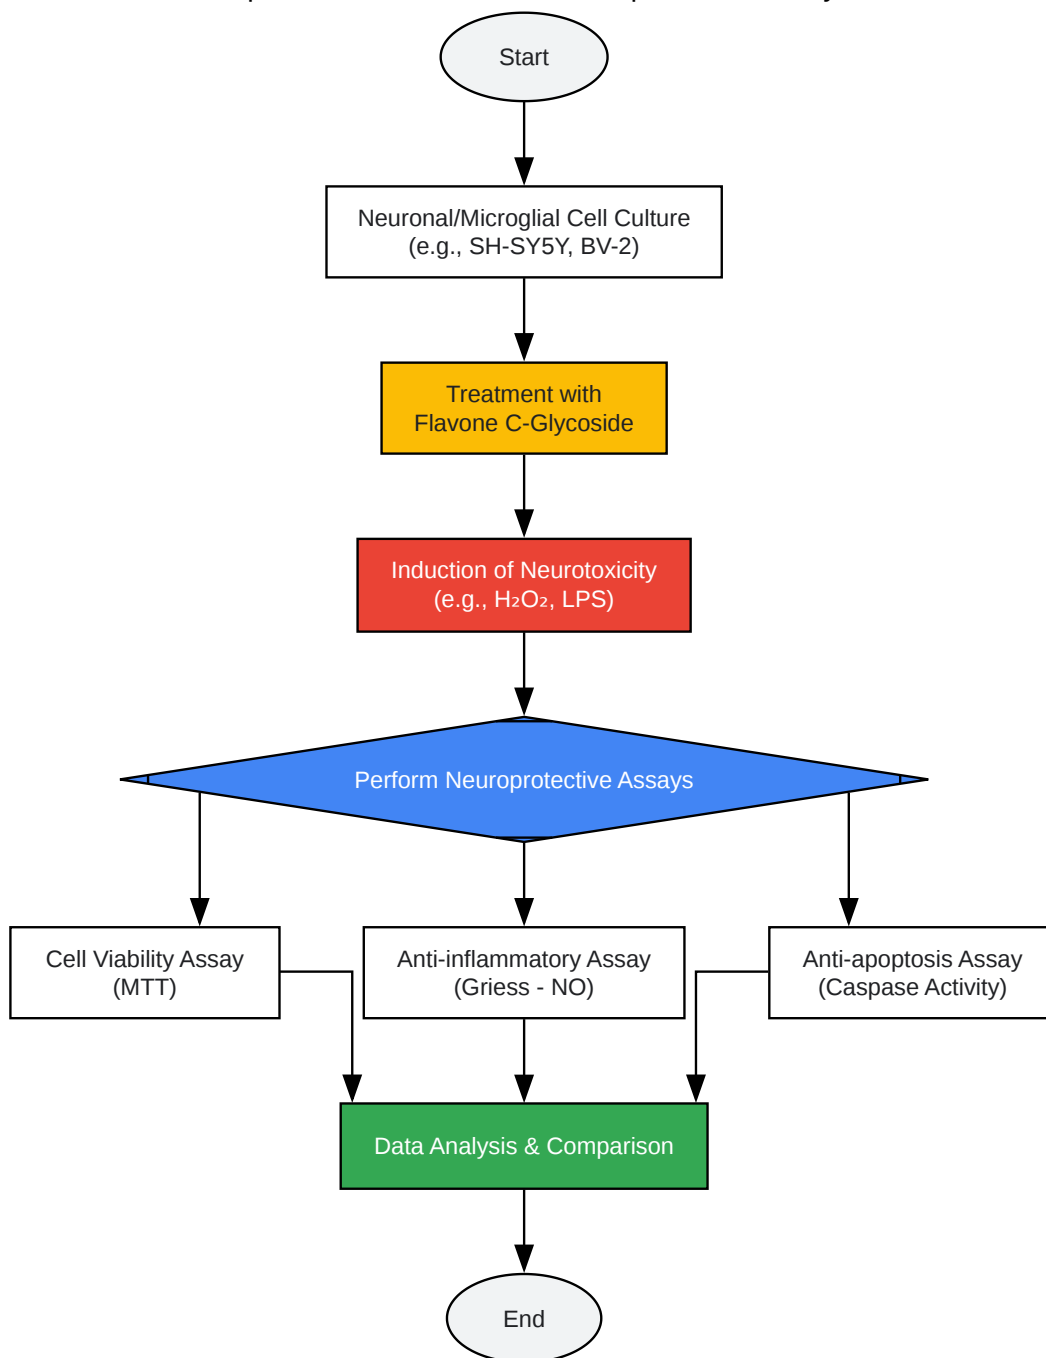 Start
Neuronal/Microglial Cell Culture
(e.g., SH-SY5Y, BV-2)
Treatment with
Flavone C-Glycoside
Induction of Neurotoxicity
(e.g., H₂O₂, LPS)
Perform Neuroprotective Assays
Cell Viability Assay
(MTT)
Anti-inflammatory Assay
(Griess - NO)
Anti-apoptosis Assay
(Caspase Activity)
Data Analysis & Comparison
End